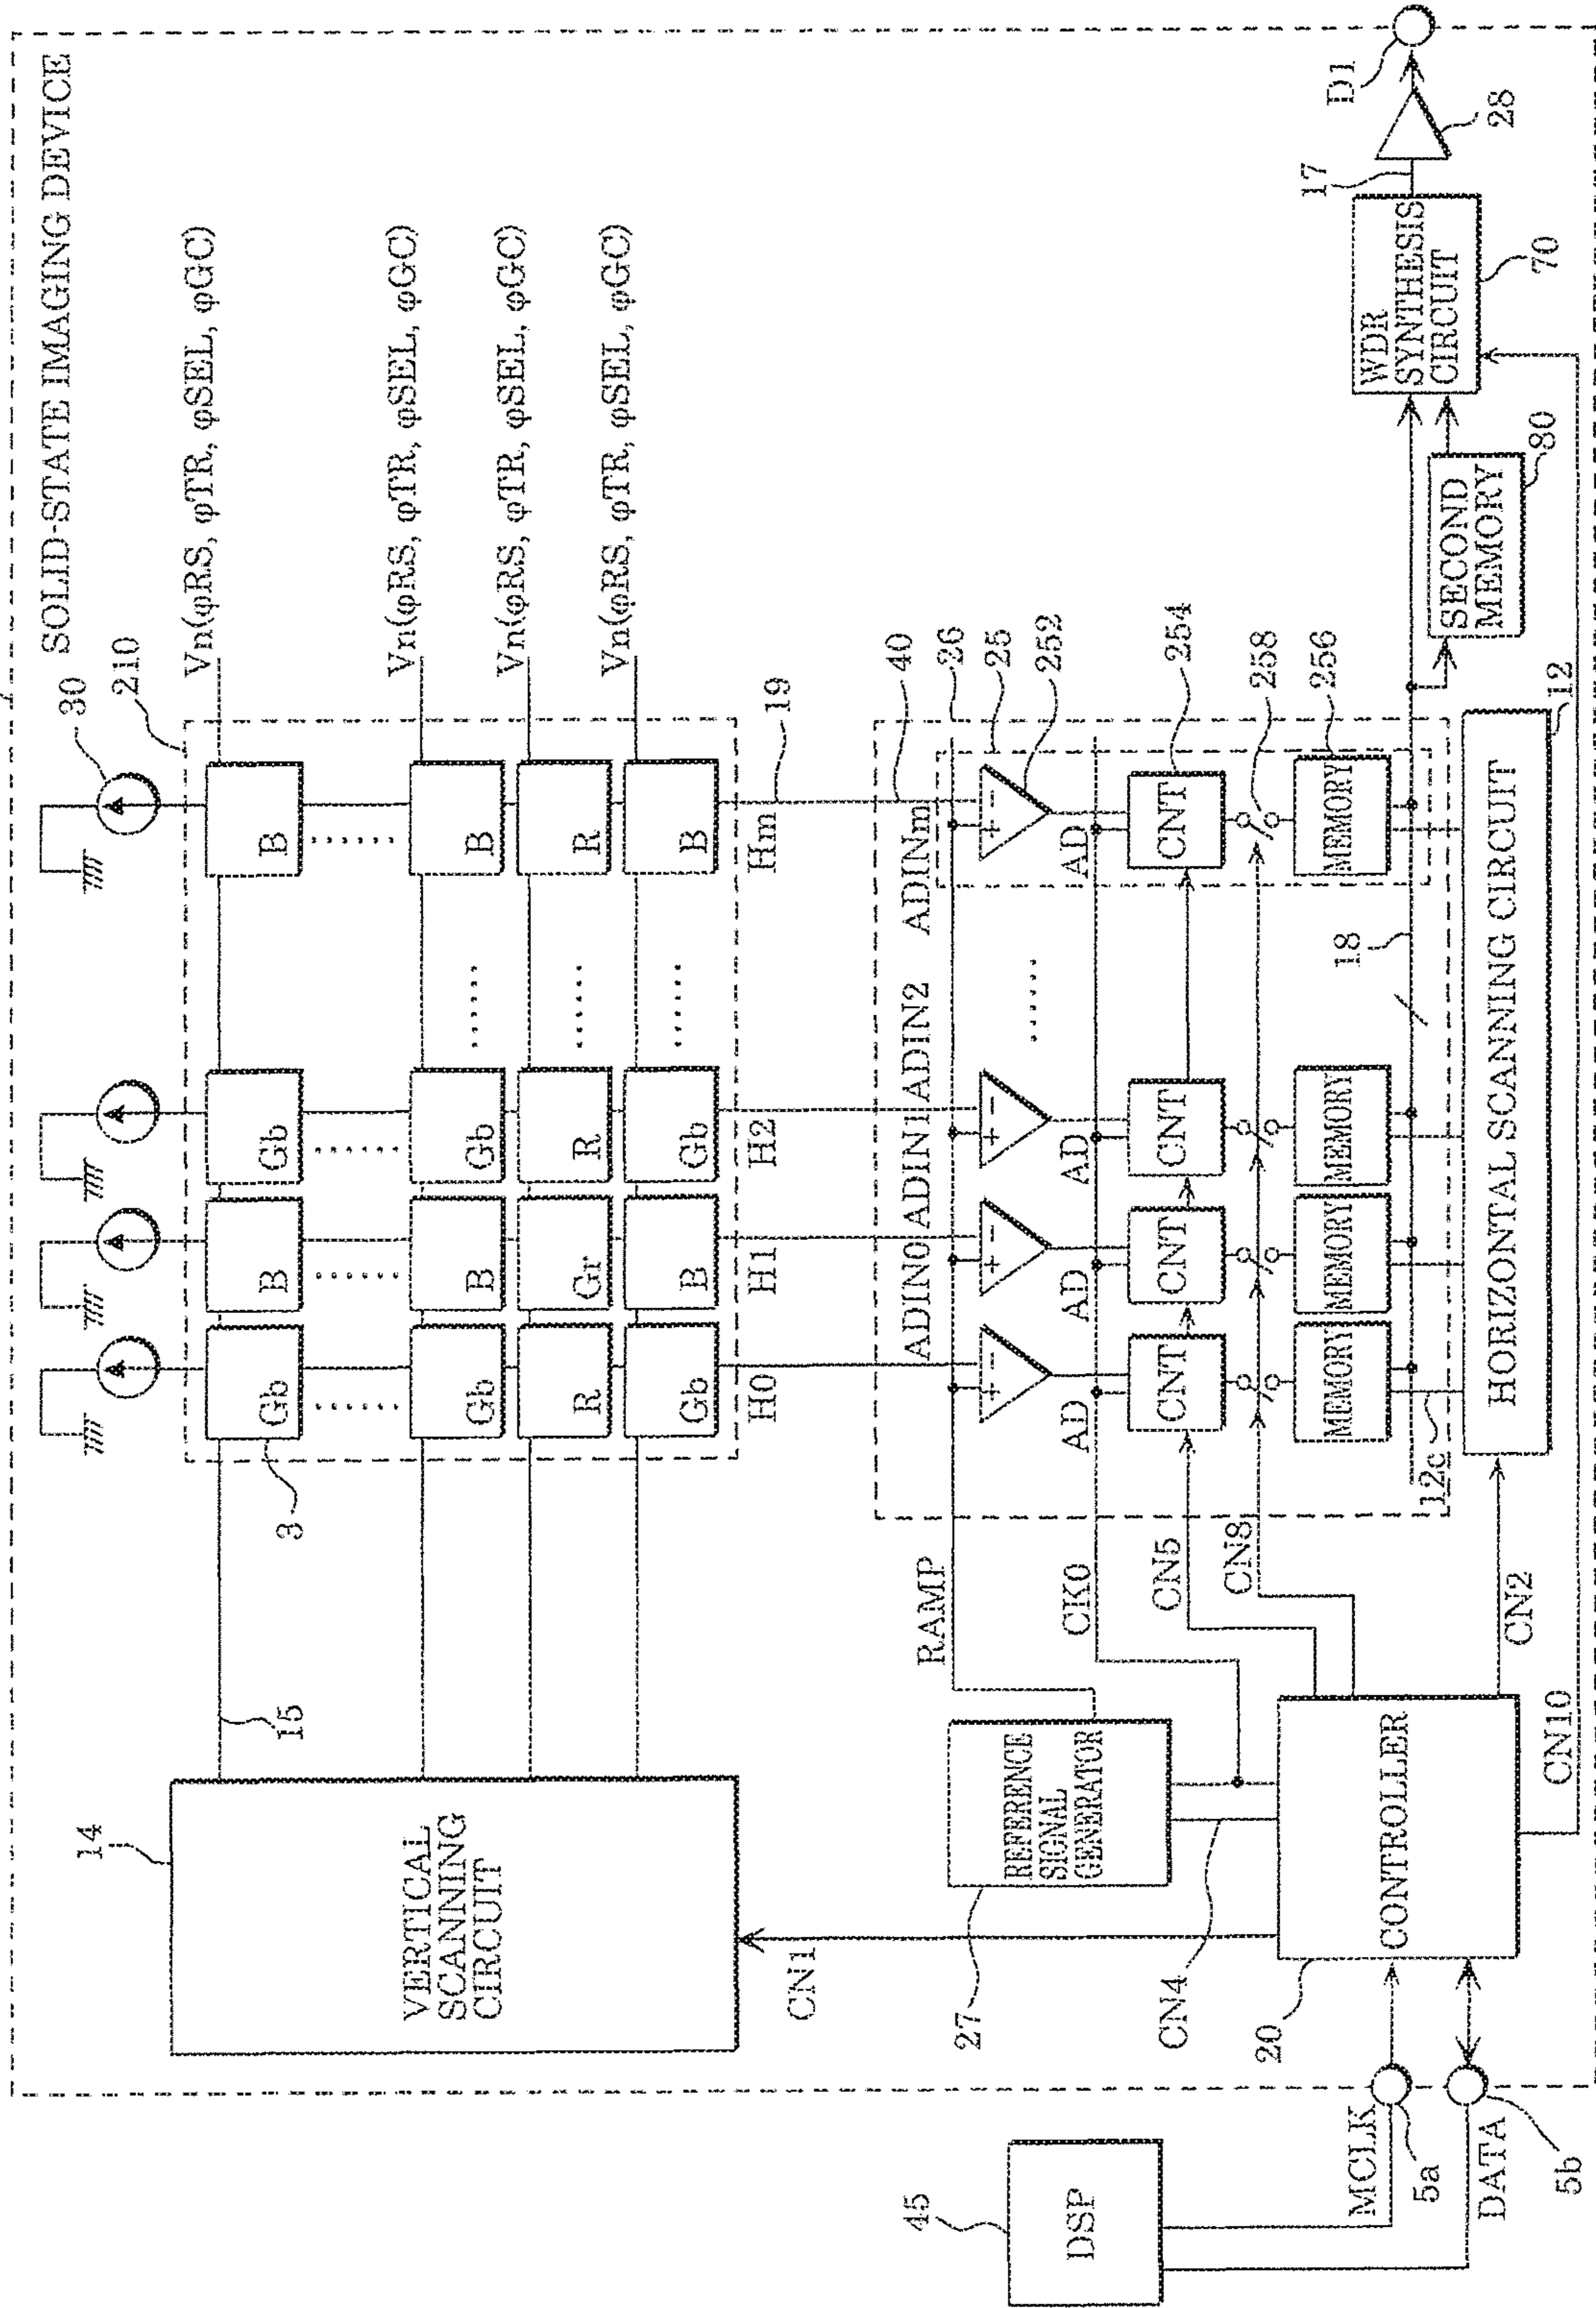 SOLID-STATE IMAGING DEVICE
30
210
Vn(φRS, φTR, φSEL, φGC)
Vn(φRS, φTR, φSEL, φGC)
Vn(φRS, φTR, φSEL, φGC)
Vn(φRS, φTR, φSEL, φGC)
14
VERTICAL
SCANNING
CIRCUIT
15
3
Gb
B
Gb
B
Gb
B
Gb
B
R
Gr
R
R
Gb
B
Gb
B
H0
H1
H2
Hm
19
40
CN1
RAMP
ADIN0
ADIN1
ADIN2
ADINm
26
25
252
+
−
+
−
+
−
+
−
27
REFERENCE
SIGNAL
GENERATOR
CK0
AD
AD
AD
AD
254
CN4
CN5
CNT
CNT
CNT
CNT
258
CN8
MEMORY
MEMORY
MEMORY
MEMORY
256
18
12c
HORIZONTAL SCANNING CIRCUIT
12
CN2
20
CONTROLLER
CN10
45
DSP
MCLK
5a
DATA
5b
SECOND
MEMORY
80
WDR
SYNTHESIS
CIRCUIT
70
17
28
D1